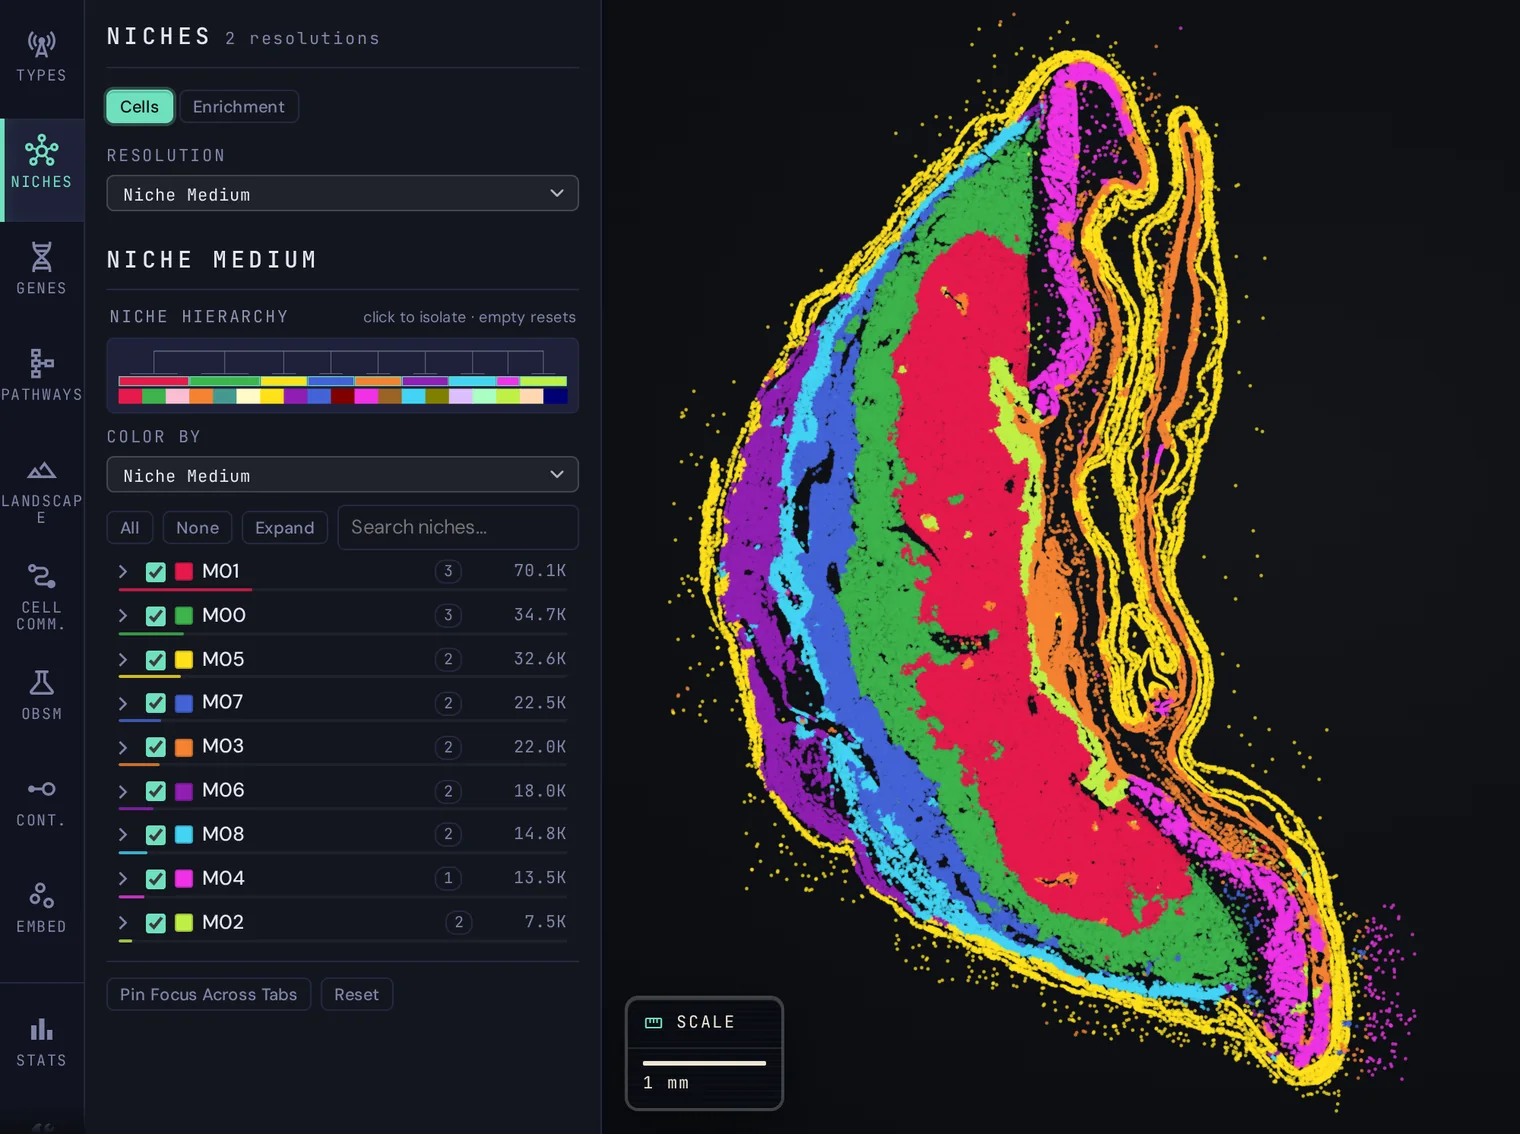 TYPES
NICHES
GENES
PATHWAYS
LANDSCAP
E
CELL
COMM.
OBSM
CONT.
EMBED
STATS
NICHES 2 resolutions
Cells Enrichment
RESOLUTION
Niche Medium
NICHE MEDIUM
NICHE HIERARCHY click to isolate · empty resets
COLOR BY
Niche Medium
All None Expand Search niches...
M01 3 70.1K
M00 3 34.7K
M05 2 32.6K
M07 2 22.5K
M03 2 22.0K
M06 2 18.0K
M08 2 14.8K
M04 1 13.5K
M02 2 7.5K
Pin Focus Across Tabs Reset
SCALE
1 mm